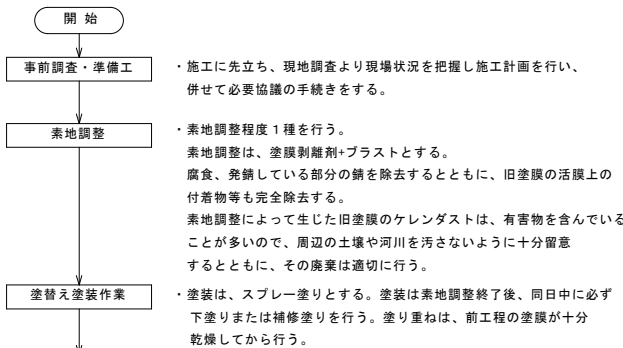 開 始
事前調査・準備工
・施工に先立ち、現地調査より現場状況を把握し施工計画を行い、
併せて必要協議の手続きをする。
素地調整
・素地調整程度１種を行う。
素地調整は、塗膜剥離剤+ブラストとする。
腐食、発錆している部分の錆を除去するとともに、旧塗膜の活膜上の
付着物等も完全除去する。
素地調整によって生じた旧塗膜のケレンダストは、有害物を含んでいる
ことが多いので、周辺の土壌や河川を汚さないように十分留意
するとともに、その廃棄は適切に行う。
塗替え塗装作業
・塗装は、スプレー塗りとする。塗装は素地調整終了後、同日中に必ず
下塗りまたは補修塗りを行う。塗り重ねは、前工程の塗膜が十分
乾燥してから行う。